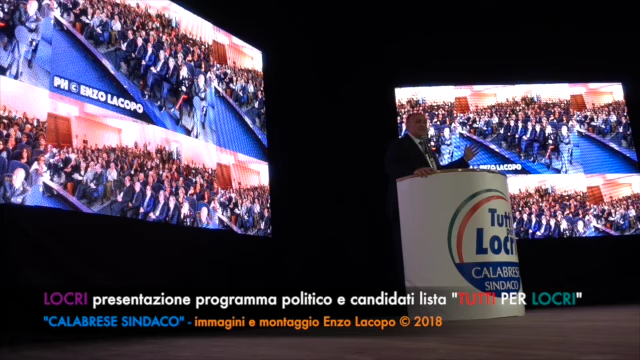 PH © ENZO LACOPO
ENZO LACOPO
Tutti
per
Locri
CALABRESE
SINDACO
LOCRI presentazione programma politico e candidati lista "TUTTI PER LOCRI"
"CALABRESE SINDACO" - immagini e montaggio Enzo Lacopo © 2018